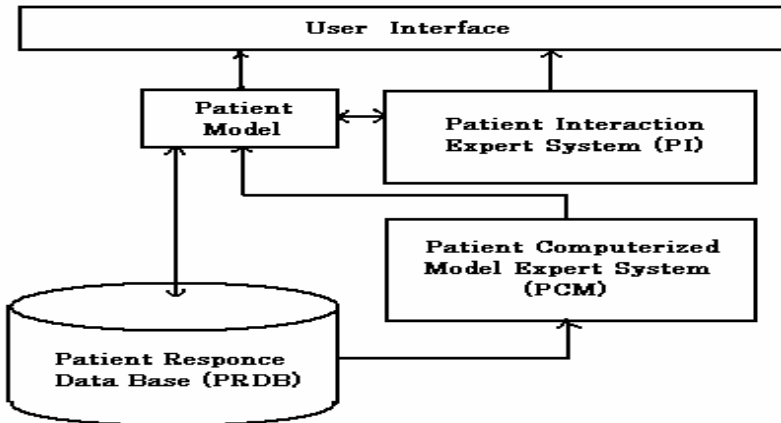 User Interface
Patient
Model
Patient Interaction
Expert System (PI)
Patient Computerized
Model Expert System
(PCM)
Patient Responce
Data Base (PRDB)